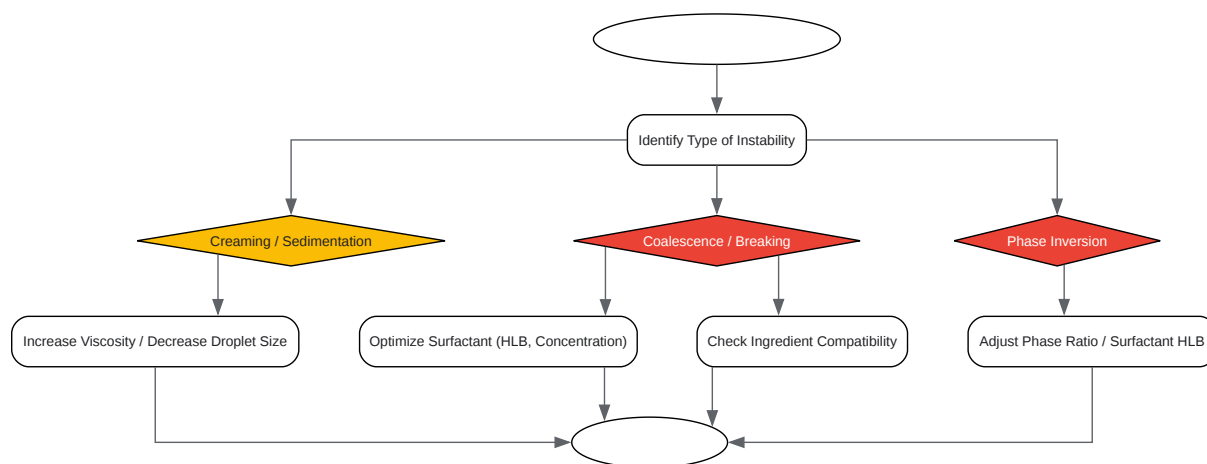 Identify Type of Instability
Creaming / Sedimentation
Coalescence / Breaking
Phase Inversion
Increase Viscosity / Decrease Droplet Size
Optimize Surfactant (HLB, Concentration)
Check Ingredient Compatibility
Adjust Phase Ratio / Surfactant HLB